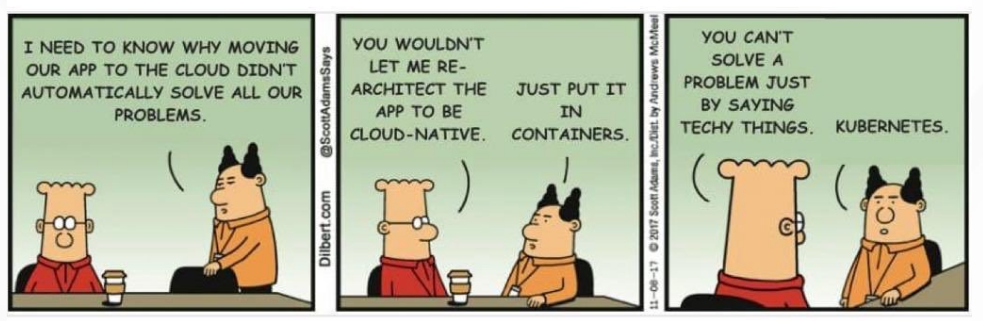 I NEED TO KNOW WHY MOVING
OUR APP TO THE CLOUD DIDN'T
AUTOMATICALLY SOLVE ALL OUR
PROBLEMS.
Dilbert.com @ScottAdamsSays
YOU WOULDN'T
LET ME RE-
ARCHITECT THE
APP TO BE
CLOUD-NATIVE.
JUST PUT IT
IN
CONTAINERS.
11-08-17 © 2017 Scott Adams, Inc./Dist. by Andrews McMeel
YOU CAN'T
SOLVE A
PROBLEM JUST
BY SAYING
TECHY THINGS.
KUBERNETES.